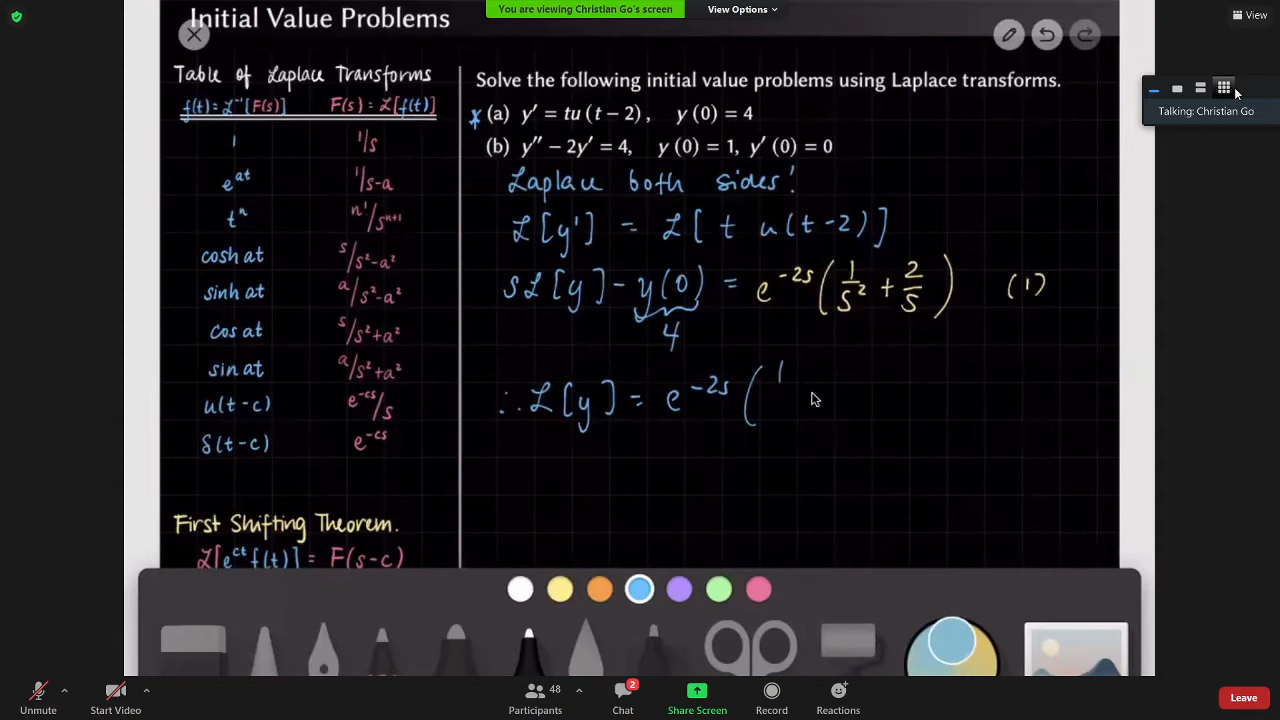 You are viewing Christian Go's screen
View Options
View
Initial Value Problems
Talking: Christian Go
Table of Laplace Transforms
f(t) = ℒ⁻¹[F(s)] F(s) = ℒ[f(t)]
1 1/s
e^at 1/s-a
t^n n!/s^n+1
cosh at s/s²-a²
sinh at a/s²-a²
cos at s/s²+a²
sin at a/s²+a²
u(t-c) e^-cs/s
δ(t-c) e^-cs
First Shifting Theorem.
ℒ[e^ct f(t)] = F(s-c)
Solve the following initial value problems using Laplace transforms.
* (a) y′ = tu (t − 2), y (0) = 4
(b) y″ − 2y′ = 4, y (0) = 1, y′ (0) = 0
Laplace both sides!
ℒ[y'] = ℒ[t u(t-2)]
sℒ[y] - y(0) = e^-2s (1/s² + 2/s) (1)
4
∴ ℒ[y] = e^-2s ( 1
Unmute
Start Video
48
Participants
2
Chat
Share Screen
Record
Reactions
Leave